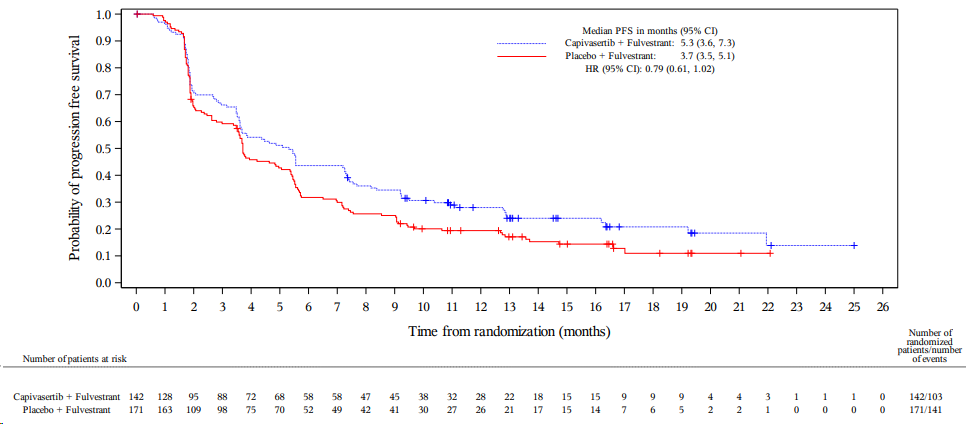 Median PFS in months (95% CI)
Capivasertib + Fulvestrant: 5.3 (3.6, 7.3)
Placebo + Fulvestrant: 3.7 (3.5, 5.1)
HR (95% CI): 0.79 (0.61, 1.02)
Probability of progression free survival
1.0
0.9
0.8
0.7
0.6
0.5
0.4
0.3
0.2
0.1
0.0
0 1 2 3 4 5 6 7 8 9 10 11 12 13 14 15 16 17 18 19 20 21 22 23 24 25 26
Time from randomization (months)
Number of
randomized
patients/number
of events
Number of patients at risk
Capivasertib + Fulvestrant 142 128 95 88 72 68 58 58 47 45 38 32 28 22 18 15 15 9 9 9 4 4 3 1 1 1 0 142/103
Placebo + Fulvestrant 171 163 109 98 75 70 52 49 42 41 30 27 26 21 17 15 14 7 6 5 2 2 1 0 0 0 0 171/141